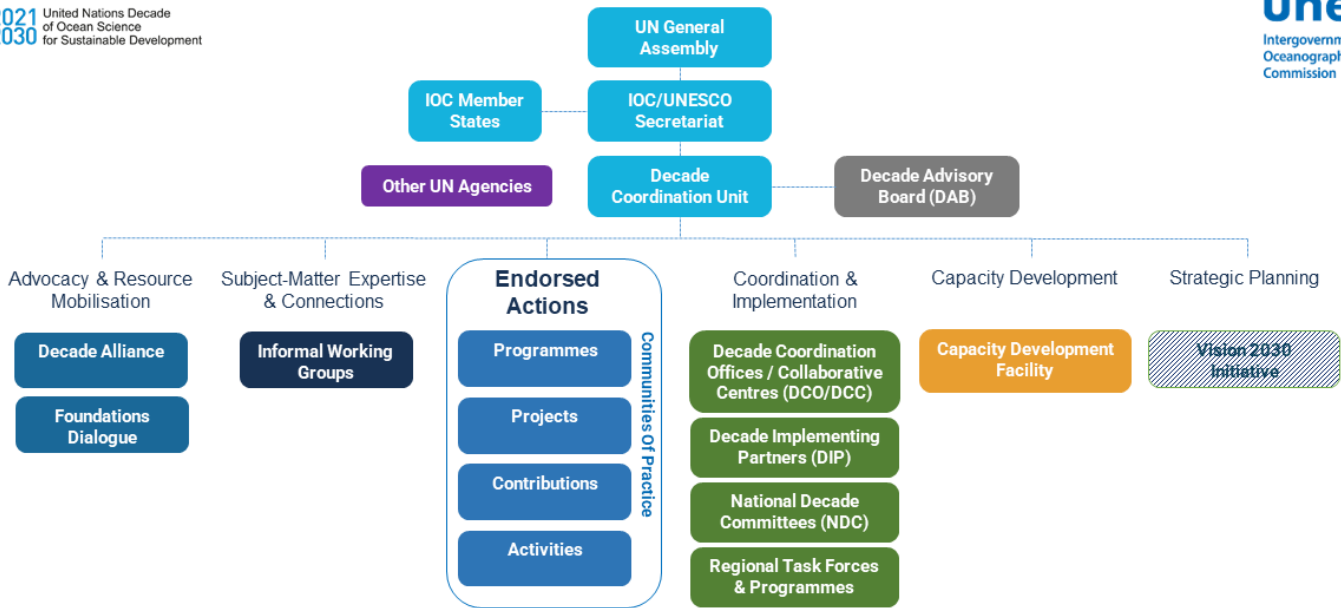 2021 United Nations Decade
of Ocean Science
2030 for Sustainable Development
Intergovernm
Oceanograph
Commission
UN General
Assembly
IOC Member
States
IOC/UNESCO
Secretariat
Other UN Agencies
Decade
Coordination Unit
Decade Advisory
Board (DAB)
Advocacy & Resource
Mobilisation
Decade Alliance
Foundations
Dialogue
Subject-Matter Expertise
& Connections
Informal Working
Groups
Endorsed
Actions
Programmes
Projects
Contributions
Activities
Communities Of Practice
Coordination &
Implementation
Decade Coordination
Offices / Collaborative
Centres (DCO/DCC)
Decade Implementing
Partners (DIP)
National Decade
Committees (NDC)
Regional Task Forces
& Programmes
Capacity Development
Capacity Development
Facility
Strategic Planning
Vision 2030
Initiative